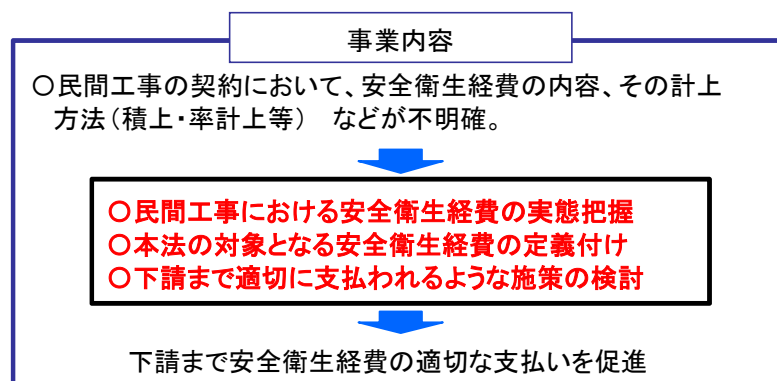 事業内容
○民間工事の契約において、安全衛生経費の内容、その計上
方法（積上・率計上等）　などが不明確。
○民間工事における安全衛生経費の実態把握
○本法の対象となる安全衛生経費の定義付け
○下請まで適切に支払われるような施策の検討
下請まで安全衛生経費の適切な支払いを促進